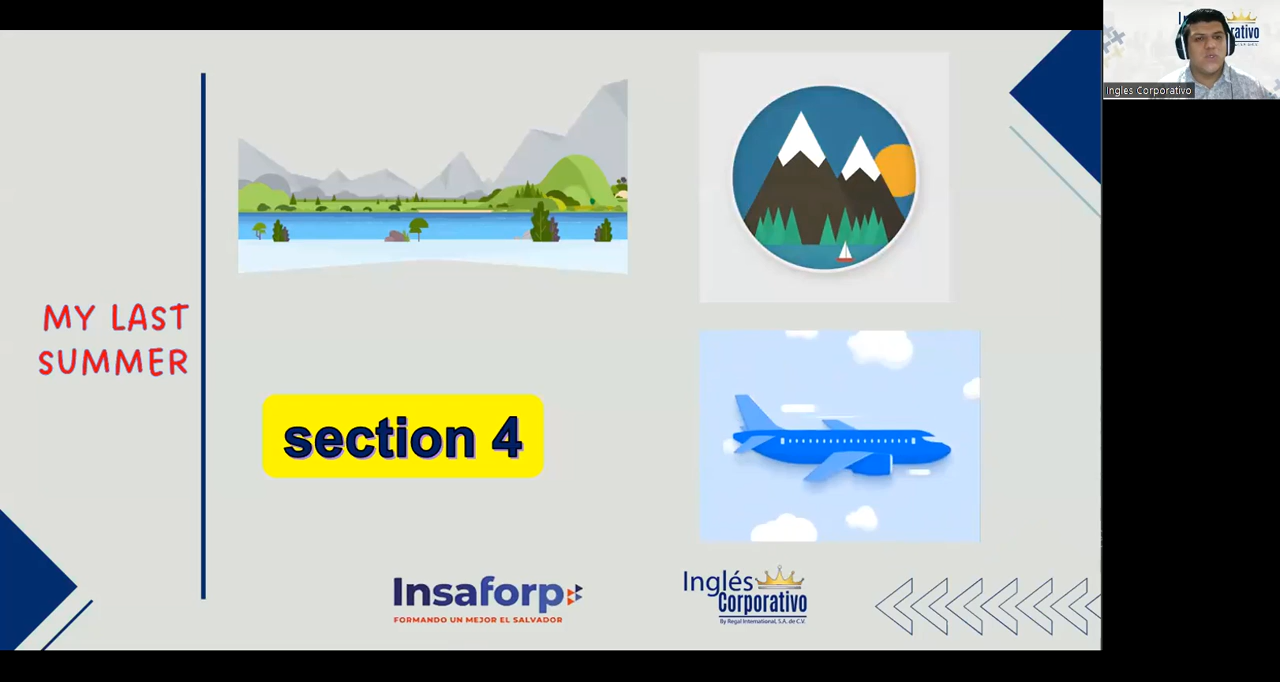 Ingles Corporativo
MY LAST
SUMMER
section 4
Insaforp
FORMANDO UN MEJOR EL SALVADOR
Inglés
Corporativo
By Regal International, S.A. de C.V.